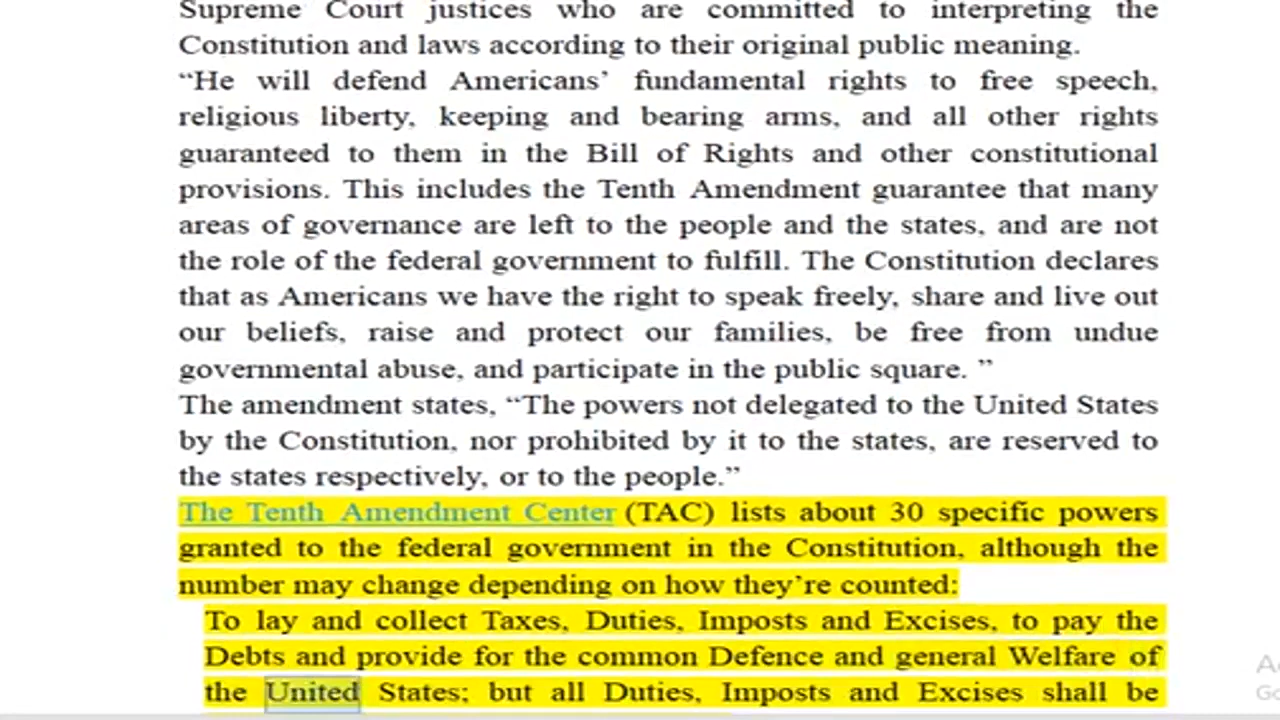 Supreme Court justices who are committed to interpreting the
Constitution and laws according to their original public meaning.
“He will defend Americans’ fundamental rights to free speech,
religious liberty, keeping and bearing arms, and all other rights
guaranteed to them in the Bill of Rights and other constitutional
provisions. This includes the Tenth Amendment guarantee that many
areas of governance are left to the people and the states, and are not
the role of the federal government to fulfill. The Constitution declares
that as Americans we have the right to speak freely, share and live out
our beliefs, raise and protect our families, be free from undue
governmental abuse, and participate in the public square. ”
The amendment states, “The powers not delegated to the United States
by the Constitution, nor prohibited by it to the states, are reserved to
the states respectively, or to the people.”
The Tenth Amendment Center (TAC) lists about 30 specific powers
granted to the federal government in the Constitution, although the
number may change depending on how they’re counted:
To lay and collect Taxes, Duties, Imposts and Excises, to pay the
Debts and provide for the common Defence and general Welfare of
the United States; but all Duties, Imposts and Excises shall be